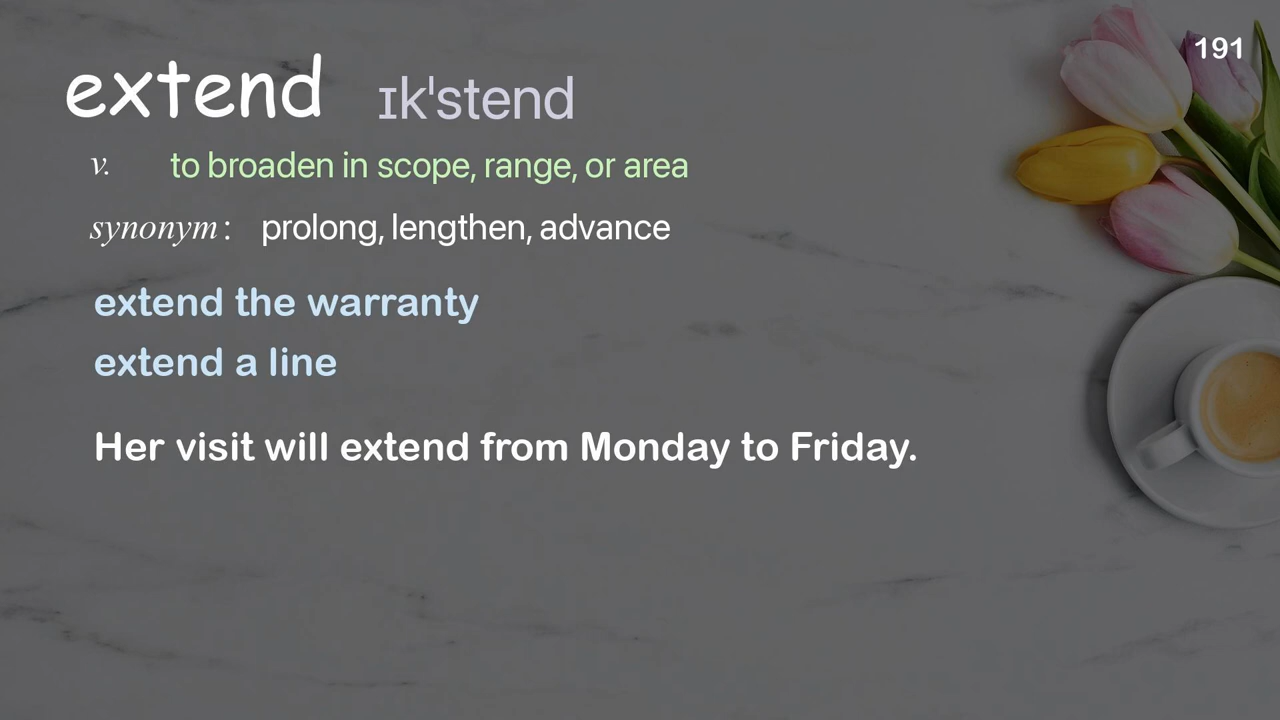 191
extend ɪk'stend
v. to broaden in scope, range, or area
synonym: prolong, lengthen, advance
extend the warranty
extend a line
Her visit will extend from Monday to Friday.